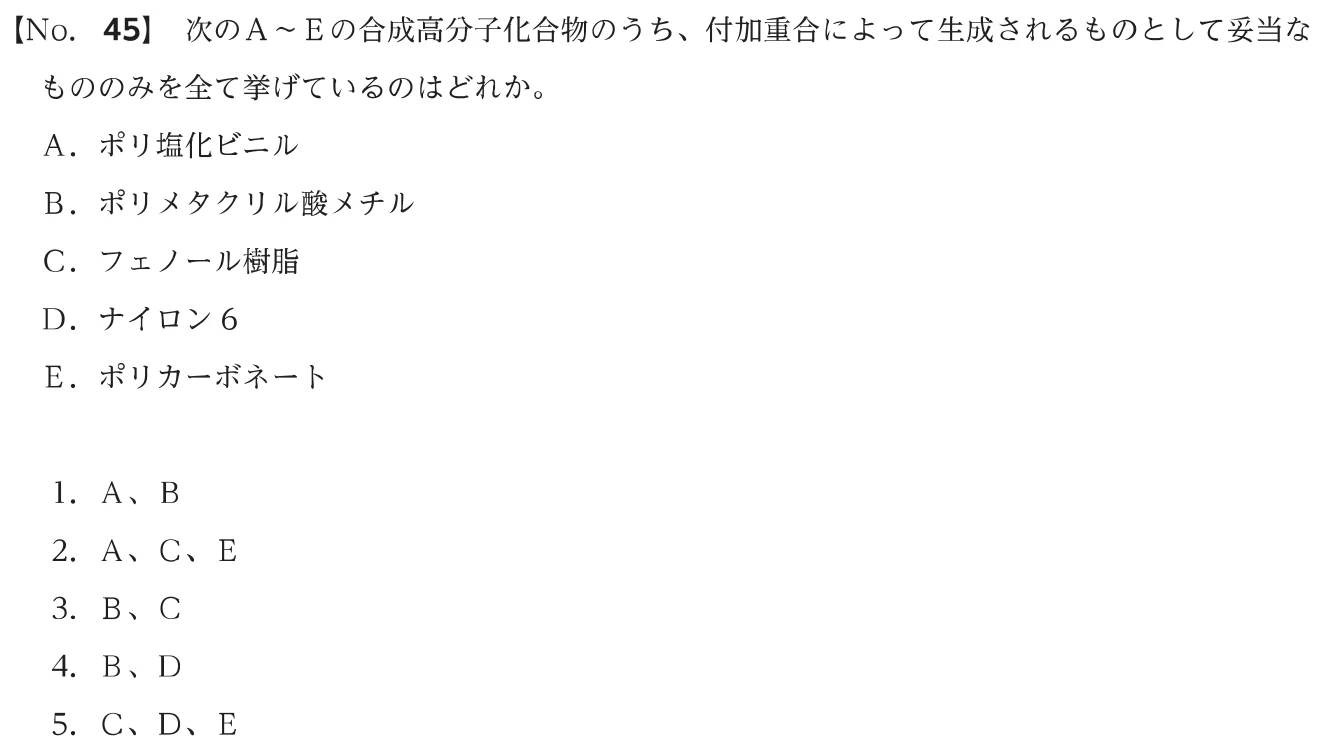 【No. 45】 次のA~Eの合成高分子化合物のうち、付加重合によって生成されるものとして妥当な
もののみを全て挙げているのはどれか。
A．ポリ塩化ビニル
B．ポリメタクリル酸メチル
C．フェノール樹脂
D．ナイロン6
E．ポリカーボネート
1. A、B
2. A、C、E
3. B、C
4. B、D
5. C、D、E